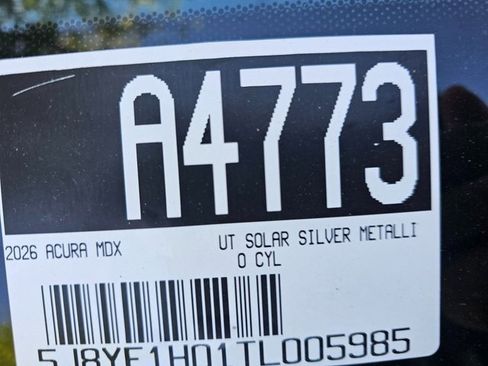 A4773
2026 ACURA MDX UT SOLAR SILVER METALLI
0 CYL
5J8YE1H01TL005985